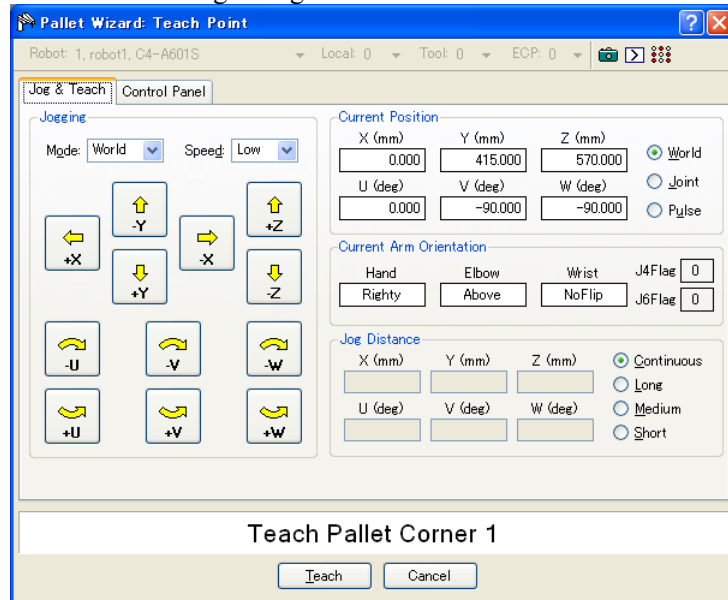 Pallet Wizard: Teach Point
Robot: 1, robot1, C4-A601S Local: 0 Tool: 0 ECP: 0
Jog & Teach Control Panel
Jogging
Mode: World Speed: Low
-Y
+Z
+X
-X
+Y
-Z
-U -V -W
+U +V +W
Current Position
X (mm) Y (mm) Z (mm)
0.000 415.000 570.000
U (deg) V (deg) W (deg)
0.000 -90.000 -90.000
World
Joint
Pulse
Current Arm Orientation
Hand Elbow Wrist
Righty Above NoFlip
J4Flag 0
J6Flag 0
Jog Distance
X (mm) Y (mm) Z (mm)
U (deg) V (deg) W (deg)
Continuous
Long
Medium
Short
Teach Pallet Corner 1
Teach Cancel